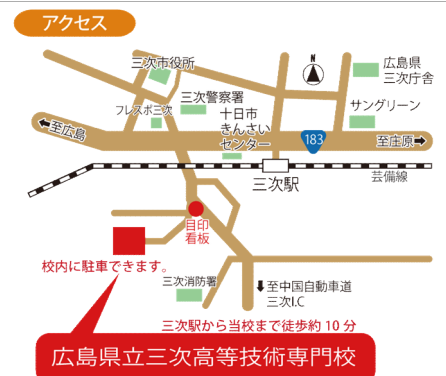 アクセス
三次市役所
N
広島県
三次庁舎
フレスポ三次
三次警察署
サングリーン
十日市
きんさい
センター
至広島
183
至庄原
三次駅
芸備線
目印
看板
校内に駐車できます。
三次消防署
至中国自動車道
三次I.C
三次駅から当校まで徒歩約10分
広島県立三次高等技術専門校